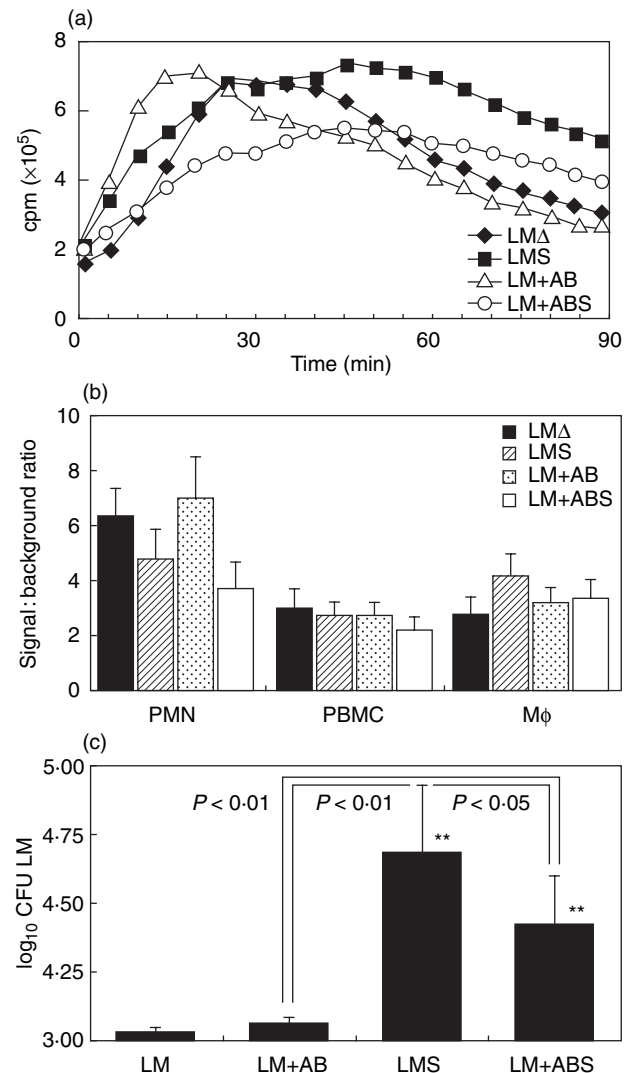 (a)
8
6
4
2
0
cpm (×10⁵)
0 30 60 90
Time (min)
LMΔ
LMS
LM+AB
LM+ABS
(b)
10
8
6
4
2
0
Signal: background ratio
LMΔ
LMS
LM+AB
LM+ABS
PMN PBMC Mϕ
(c)
5·00
4·75
4·50
4·25
3·00
log₁₀ CFU LM
P < 0·01 P < 0·01 P < 0·05
**
**
LM LM+AB LMS LM+ABS